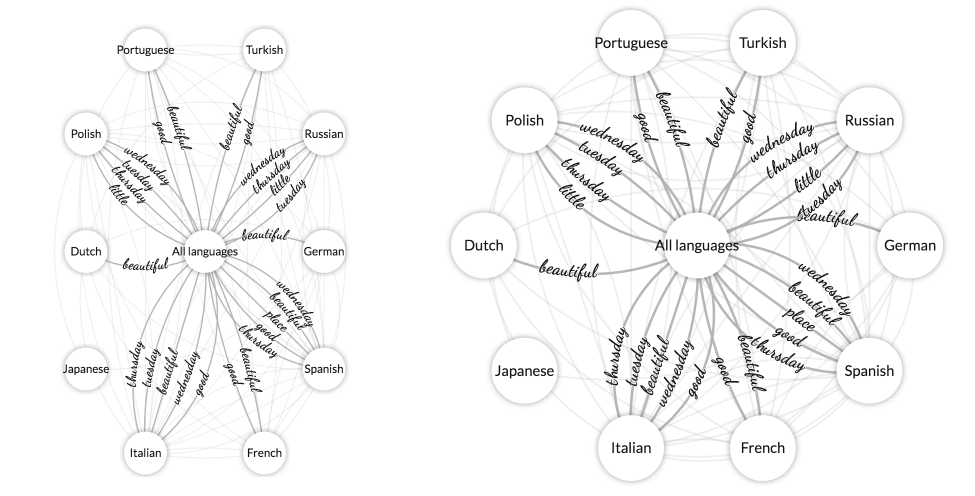 Portuguese
Turkish
beautiful
good
beautiful
good
Polish
Russian
wednesday
tuesday
thursday
little
wednesday
thursday
little
tuesday
Dutch
All languages
German
beautiful
beautiful
wednesday
beautiful
place
good
thursday
Japanese
Spanish
thursday
tuesday
beautiful
wednesday
good
beautiful
good
Italian
French
Portuguese
Turkish
beautiful
good
beautiful
good
Polish
Russian
wednesday
tuesday
thursday
little
wednesday
thursday
little
tuesday
beautiful
Dutch
All languages
German
beautiful
wednesday
beautiful
place
good
thursday
Japanese
Spanish
thursday
tuesday
beautiful
wednesday
good
good
beautiful
Italian
French